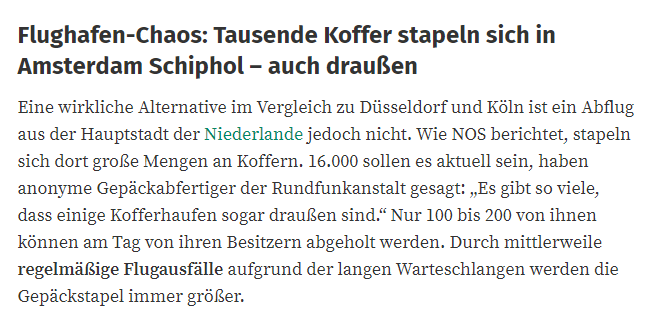 Flughafen-Chaos: Tausende Koffer stapeln sich in
Amsterdam Schiphol – auch draußen
Eine wirkliche Alternative im Vergleich zu Düsseldorf und Köln ist ein Abflug
aus der Hauptstadt der Niederlande jedoch nicht. Wie NOS berichtet, stapeln
sich dort große Mengen an Koffern. 16.000 sollen es aktuell sein, haben
anonyme Gepäckabfertiger der Rundfunkanstalt gesagt: „Es gibt so viele,
dass einige Kofferhaufen sogar draußen sind.“ Nur 100 bis 200 von ihnen
können am Tag von ihren Besitzern abgeholt werden. Durch mittlerweile
regelmäßige Flugausfälle aufgrund der langen Warteschlangen werden die
Gepäckstapel immer größer.